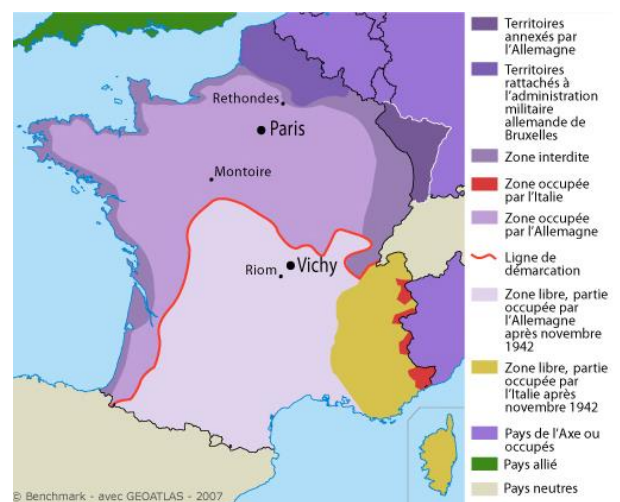 Rethondes
Paris
Montoire
Riom
Vichy
© Benchmark - avec GEOATLAS - 2007
Territoires
annexés par
l'Allemagne
Territoires
rattachés à
l'administration
militaire
allemande de
Bruxelles
Zone interdite
Zone occupée
par l'Italie
Zone occupée
par l'Allemagne
Ligne de
démarcation
Zone libre, partie
occupée par
l'Allemagne
après novembre
1942
Zone libre, partie
occupée par
l'Italie après
novembre 1942
Pays de l'Axe ou
occupés
Pays allié
Pays neutres